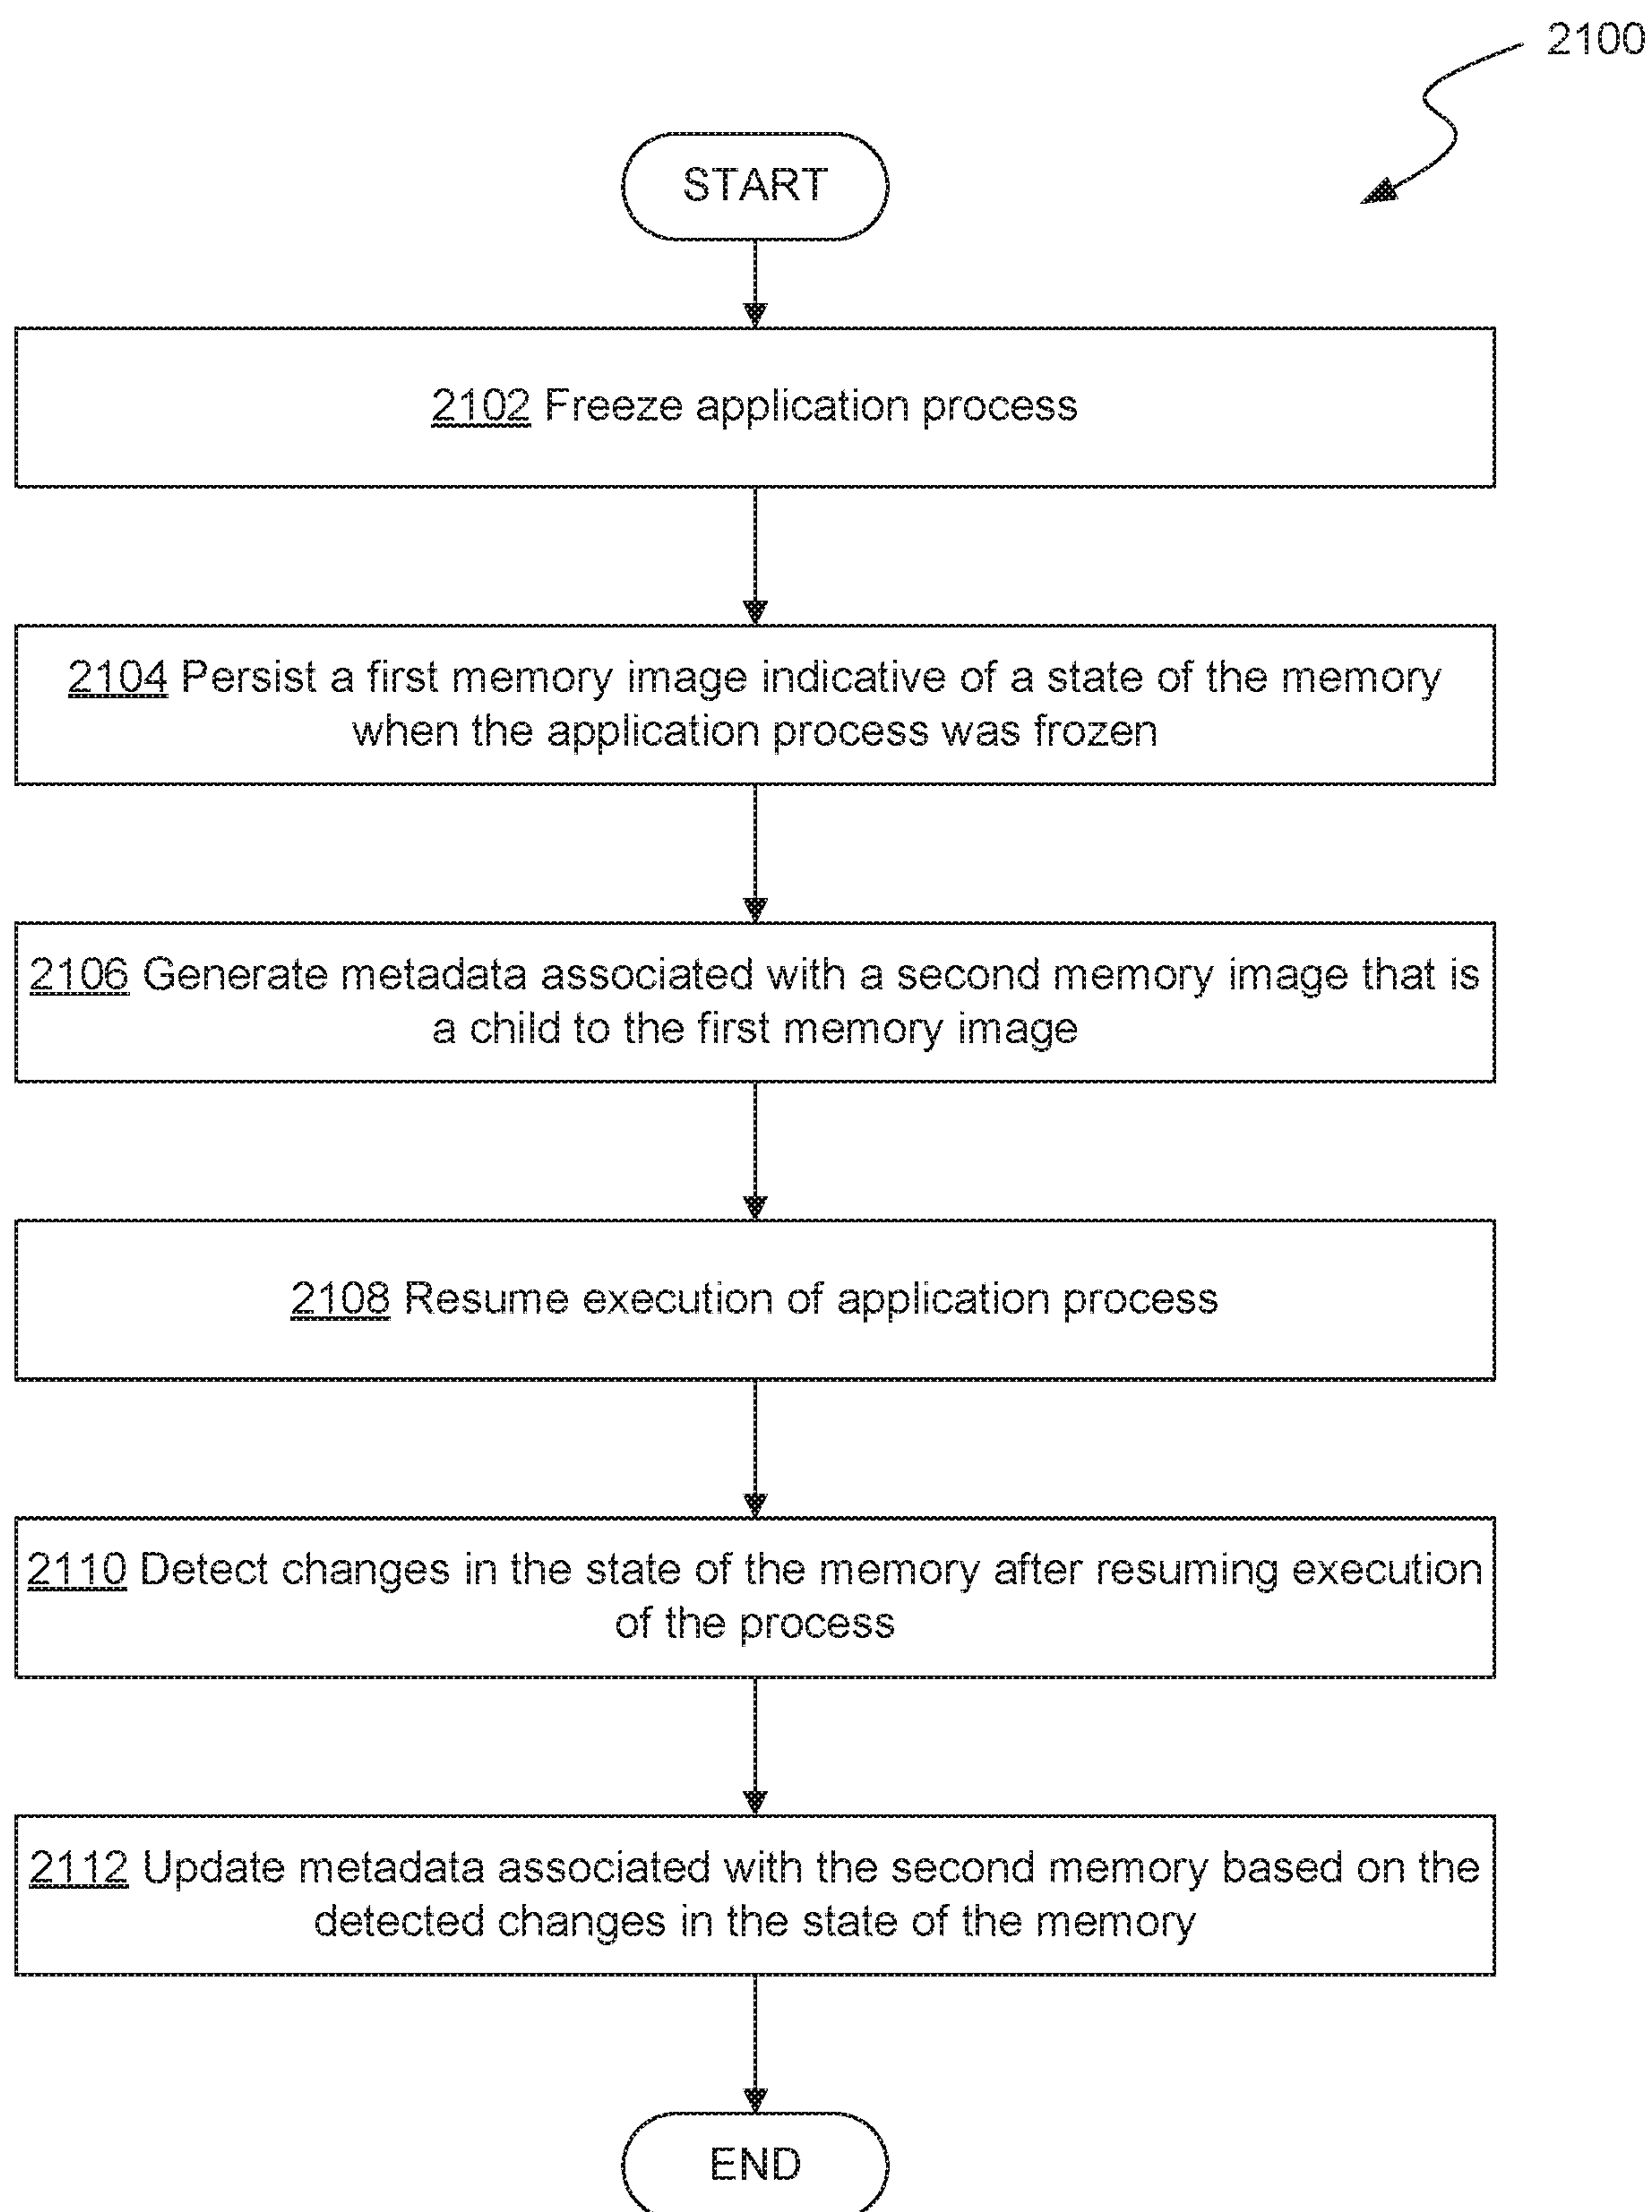 2100
START
2102 Freeze application process
2104 Persist a first memory image indicative of a state of the memory
when the application process was frozen
2106 Generate metadata associated with a second memory image that is
a child to the first memory image
2108 Resume execution of application process
2110 Detect changes in the state of the memory after resuming execution
of the process
2112 Update metadata associated with the second memory based on the
detected changes in the state of the memory
END